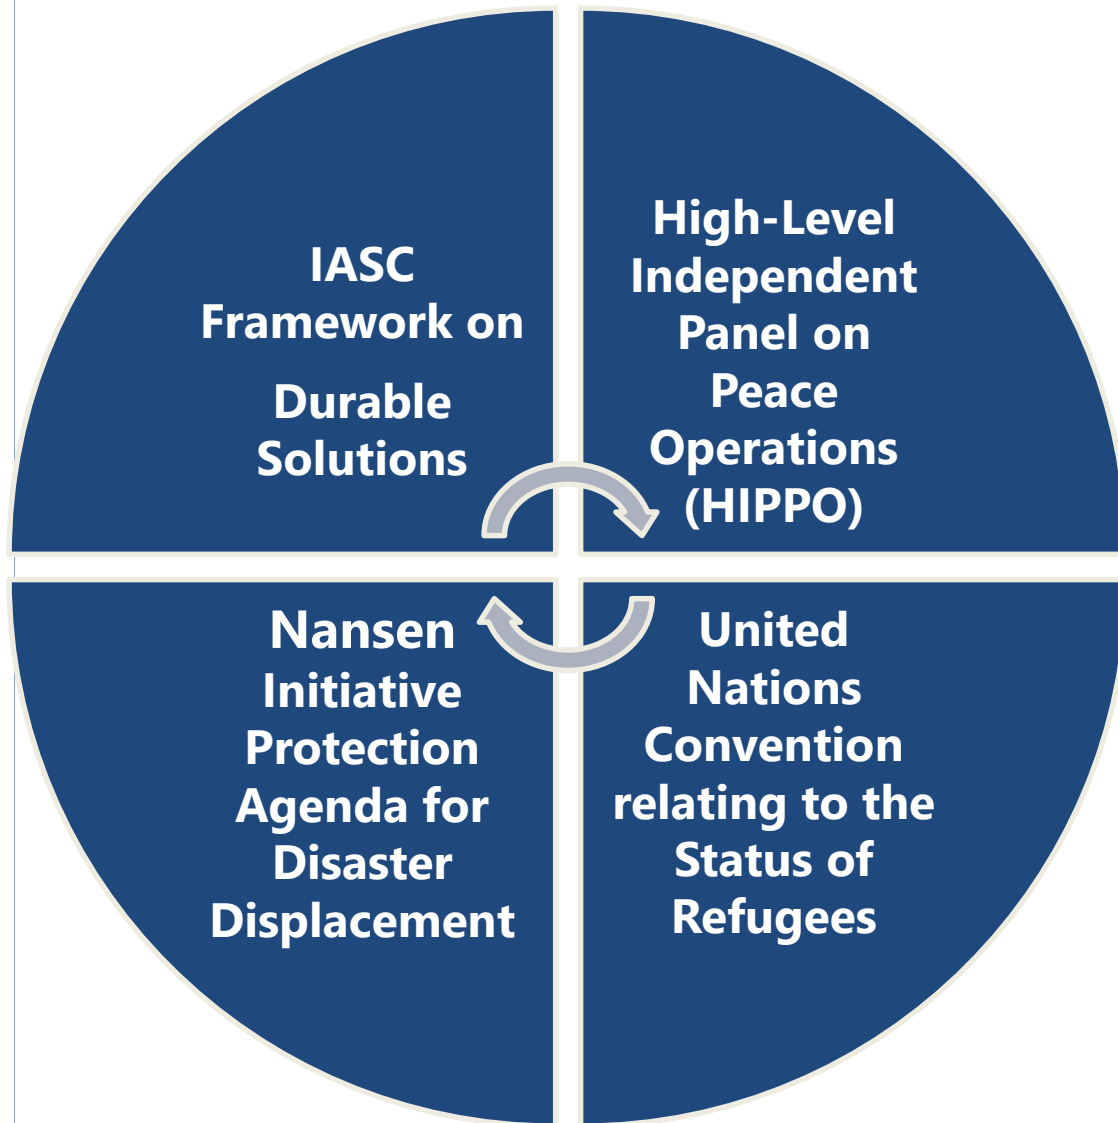 IASC
Framework on
Durable
Solutions
High-Level
Independent
Panel on
Peace
Operations
(HIPPO)
Nansen
Initiative
Protection
Agenda for
Disaster
Displacement
United
Nations
Convention
relating to the
Status of
Refugees